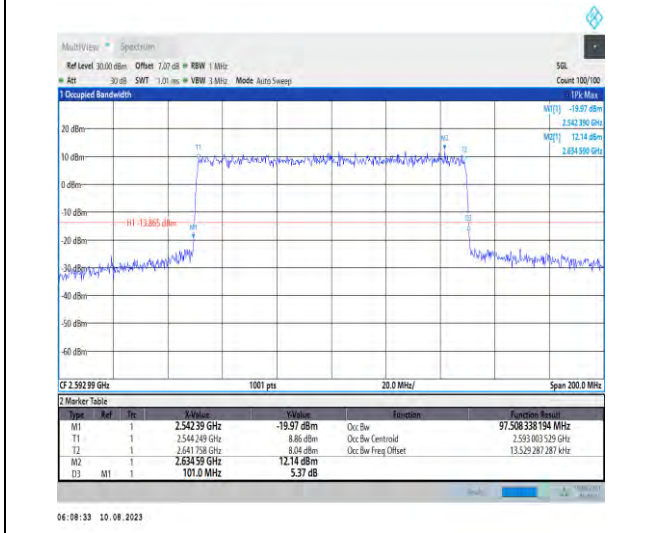 MultiView Spectrum
Ref Level 30.00 dBm Offset 7.07 dB RBW 1 MHz SGL
Att 30 dB SWT 1.01 ms VBW 3 MHz Mode Auto Sweep Count 100/100
1 Occupied Bandwidth 1Pk Max
M1[1] -19.97 dBm
2.542 390 GHz
M2[1] 12.14 dBm
2.634 590 GHz
20 dBm
M2
T1 T2
10 dBm
0 dBm
-10 dBm
H1 -13.865 dBm M1 D3
-20 dBm
-30 dBm
-40 dBm
-50 dBm
-60 dBm
CF 2.592 99 GHz 1001 pts 20.0 MHz/ Span 200.0 MHz
2 Marker Table
Type Ref Trc X-Value Y-Value Function Function Result
M1 1 2.542 39 GHz -19.97 dBm Occ Bw 97.508 338 194 MHz
T1 1 2.544 249 GHz 8.86 dBm Occ Bw Centroid 2.593 003 529 GHz
T2 1 2.641 758 GHz 8.04 dBm Occ Bw Freq Offset 13.529 287 287 kHz
M2 1 2.634 59 GHz 12.14 dBm
D3 M1 1 101.0 MHz 5.37 dB
06:08:33 10.08.2023